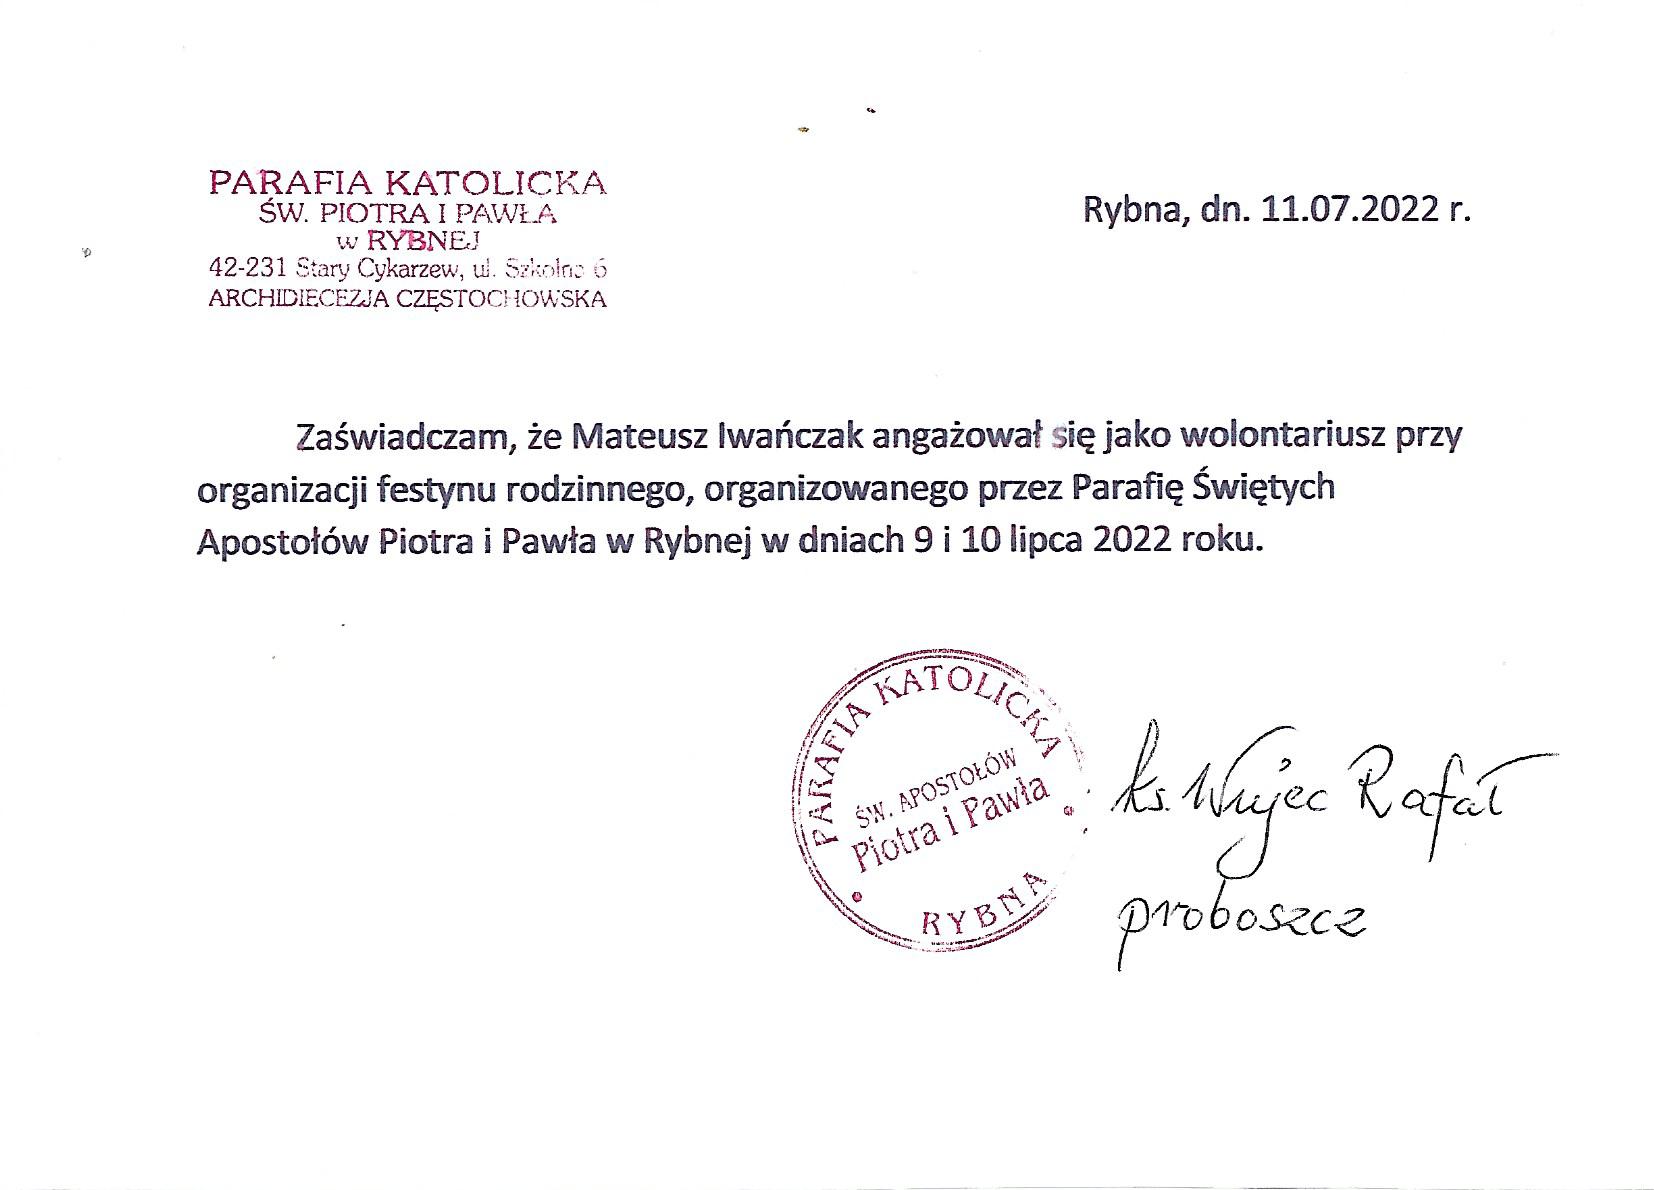 PARAFIA KATOLICKA
ŚW. PIOTRA I PAWŁA
w RYBNEJ
42-231 Stary Cykarzew, ul. Szkolna 6
ARCHIDIECEZJA CZĘSTOCHOWSKA
Rybna, dn. 11.07.2022 r.
Zaświadczam, że Mateusz Iwańczak angażował się jako wolontariusz przy
organizacji festynu rodzinnego, organizowanego przez Parafię Świętych
Apostołów Piotra i Pawła w Rybnej w dniach 9 i 10 lipca 2022 roku.
PARAFIA KATOLICKA
ŚW. APOSTOŁÓW
Piotra i Pawła
RYBNA
ks. Wujec Rafał
proboszcz